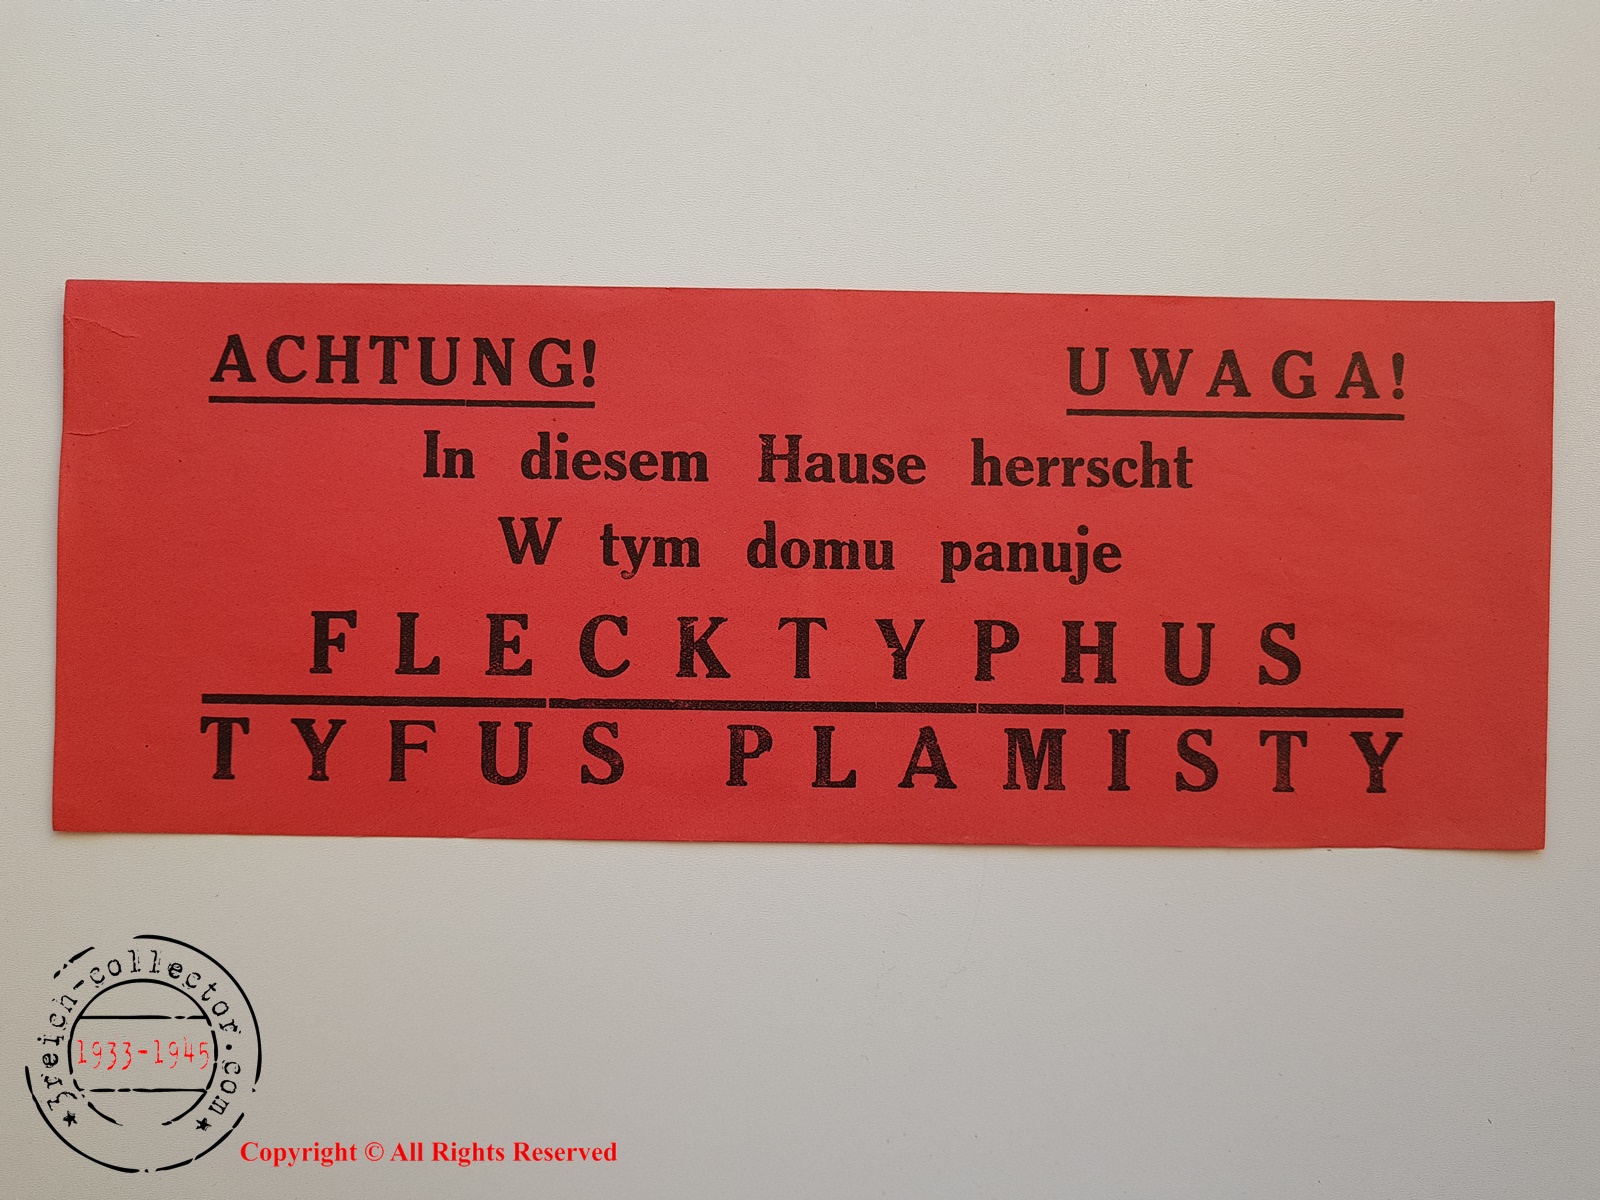 ACHTUNG! UWAGA!
In diesem Hause herrscht
W tym domu panuje
FLECKTYPHUS
TYFUS PLAMISTY
3reich-collector.com
1933-1945
Copyright © All Rights Reserved